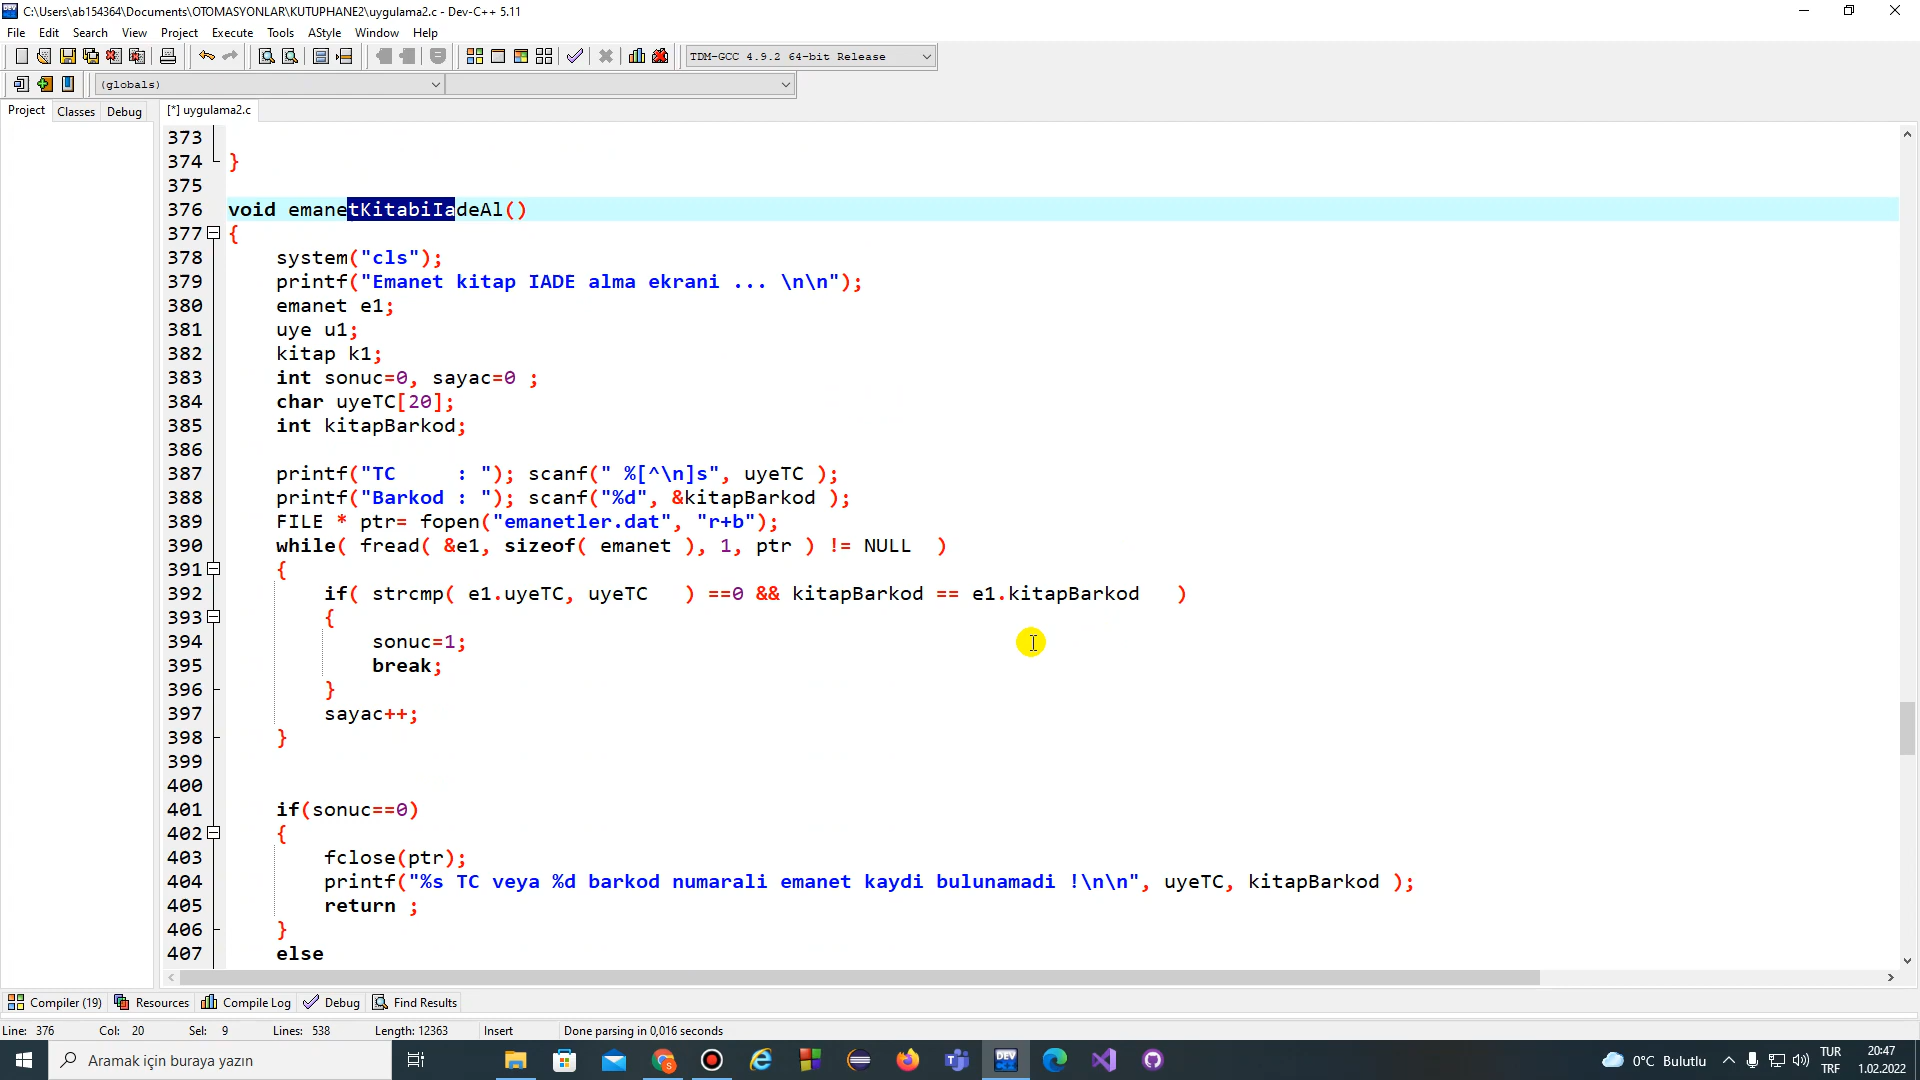 C:\Users\ab154364\Documents\OTOMASYONLAR\KUTUPHANE2\uygulama2.c - Dev-C++ 5.11
File Edit Search View Project Execute Tools AStyle Window Help
TDM-GCC 4.9.2 64-bit Release
(globals)
Project Classes Debug [*] uygulama2.c
373
374 }
375
376 void emanetKitabiIadeAl()
377 {
378 system("cls");
379 printf("Emanet kitap IADE alma ekrani ... \n\n");
380 emanet e1;
381 uye u1;
382 kitap k1;
383 int sonuc=0, sayac=0 ;
384 char uyeTC[20];
385 int kitapBarkod;
386
387 printf("TC     : "); scanf(" %[^\n]s", uyeTC );
388 printf("Barkod : "); scanf("%d", &kitapBarkod );
389 FILE * ptr= fopen("emanetler.dat", "r+b");
390 while( fread( &e1, sizeof( emanet ), 1, ptr ) != NULL  )
391 {
392 if( strcmp( e1.uyeTC, uyeTC   ) ==0 && kitapBarkod == e1.kitapBarkod   )
393 {
394 sonuc=1;
395 break;
396 }
397 sayac++;
398 }
399
400
401 if(sonuc==0)
402 {
403 fclose(ptr);
404 printf("%s TC veya %d barkod numarali emanet kaydi bulunamadi !\n\n", uyeTC, kitapBarkod );
405 return ;
406 }
407 else
Compiler (19) Resources Compile Log Debug Find Results
Line: 376 Col: 20 Sel: 9 Lines: 538 Length: 12363 Insert Done parsing in 0,016 seconds
Aramak için buraya yazın
DEV
0°C Bulutlu
TUR
TRF
20:47
1.02.2022